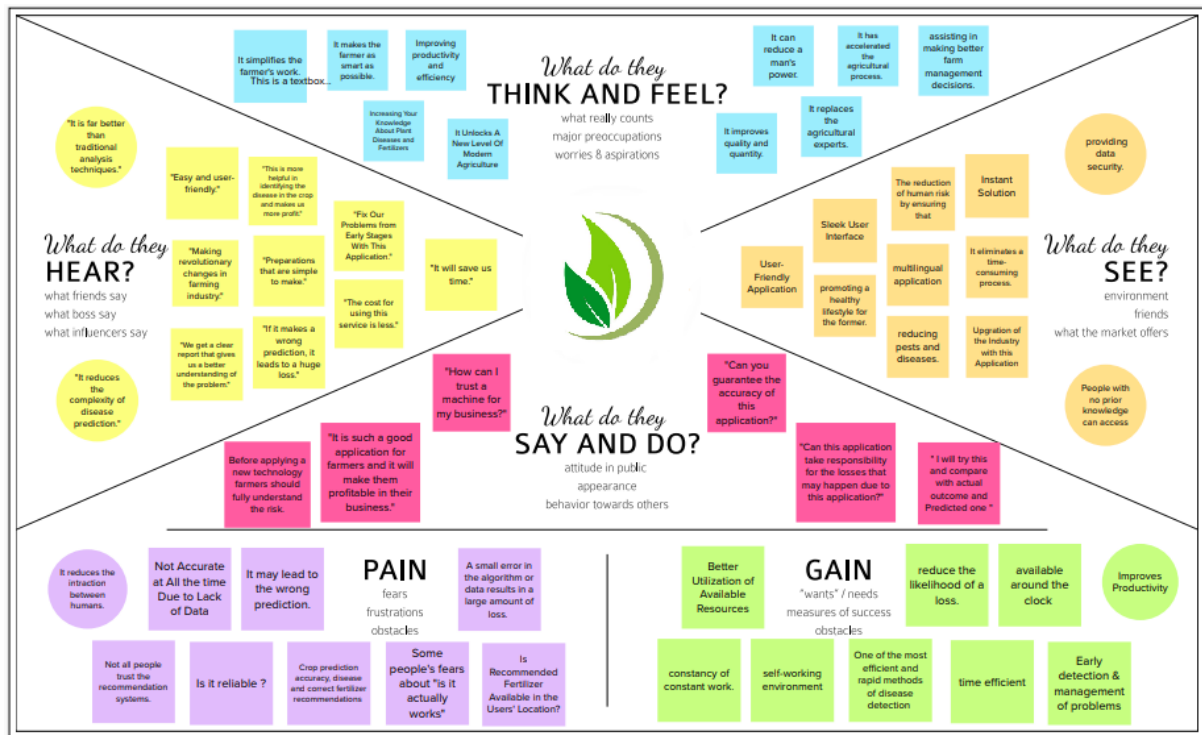 It simplifies the
farmer's work.
This is a textbox...
It makes the
farmer as
smart as
possible.
Improving
productivity
and
efficiency
Increasing Your
Knowledge
About Plant
Diseases and
Fertilizers
It Unlocks A
New Level Of
Modern
Agriculture
What do they
THINK AND FEEL?
what really counts
major preoccupations
worries & aspirations
It can
reduce a
man's
power.
It has
accelerated
the
agricultural
process.
assisting in
making better
farm
management
decisions.
It improves
quality and
quantity.
It replaces
the
agricultural
experts.
What do they
HEAR?
what friends say
what boss say
what influencers say
"It is far better
than
traditional
analysis
techniques."
"Easy and user-
friendly."
"This is more
helpful in
identifying the
disease in the crop
and makes us
more profit."
"Fix Our
Problems from
Early Stages
With This
Application."
"Making
revolutionary
changes in
farming
industry."
"Preparations
that are simple
to make."
"It will save us
time."
"The cost for
using this
service is less."
"We get a clear
report that gives
us a better
understanding of
the problem."
"If it makes a
wrong
prediction, it
leads to a huge
loss."
"It reduces
the
complexity of
disease
prediction."
What do they
SEE?
environment
friends
what the market offers
providing
data
security.
The reduction
of human risk
by ensuring
that
Instant
Solution
Sleek User
Interface
User-
Friendly
Application
multilingual
application
It eliminates a
time-
consuming
process.
promoting a
healthy
lifestyle for
the former.
reducing
pests and
diseases.
Upgration of
the Industry
with this
Application
People with
no prior
knowledge
can access
What do they
SAY AND DO?
attitude in public
appearance
behavior towards others
"How can I
trust a
machine for
my business?"
"Can you
guarantee the
accuracy of
this
application?"
Before applying a
new technology
farmers should
fully understand
the risk.
"It is such a good
application for
farmers and it will
make them
profitable in their
business."
"Can this application
take responsibility
for the losses that
may happen due to
this application?"
" I will try this
and compare
with actual
outcome and
Predicted one "
PAIN
fears
frustrations
obstacles
It reduces the
intraction
between
humans.
Not Accurate
at All the time
Due to Lack
of Data
It may lead to
the wrong
prediction.
A small error in
the algorithm or
data results in a
large amount of
loss.
Not all people
trust the
recommendation
systems.
Is it reliable ?
Crop prediction
accuracy, disease
and correct fertilizer
recommendations
Some
people's fears
about "is it
actually
works"
Is
Recommended
Fertilizer
Available in the
Users' Location?
GAIN
"wants" / needs
measures of success
obstacles
Better
Utilization of
Available
Resources
reduce the
likelihood of a
loss.
available
around the
clock
Improves
Productivity
constancy of
constant work.
self-working
environment
One of the most
efficient and
rapid methods
of disease
detection
time efficient
Early
detection &
management
of problems